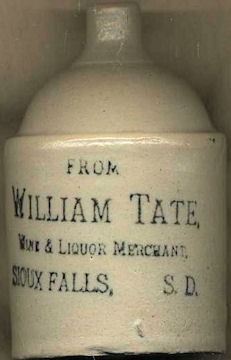 FROM
WILLIAM TATE,
WINE & LIQUOR MERCHANT,
SIOUX FALLS, S. D.